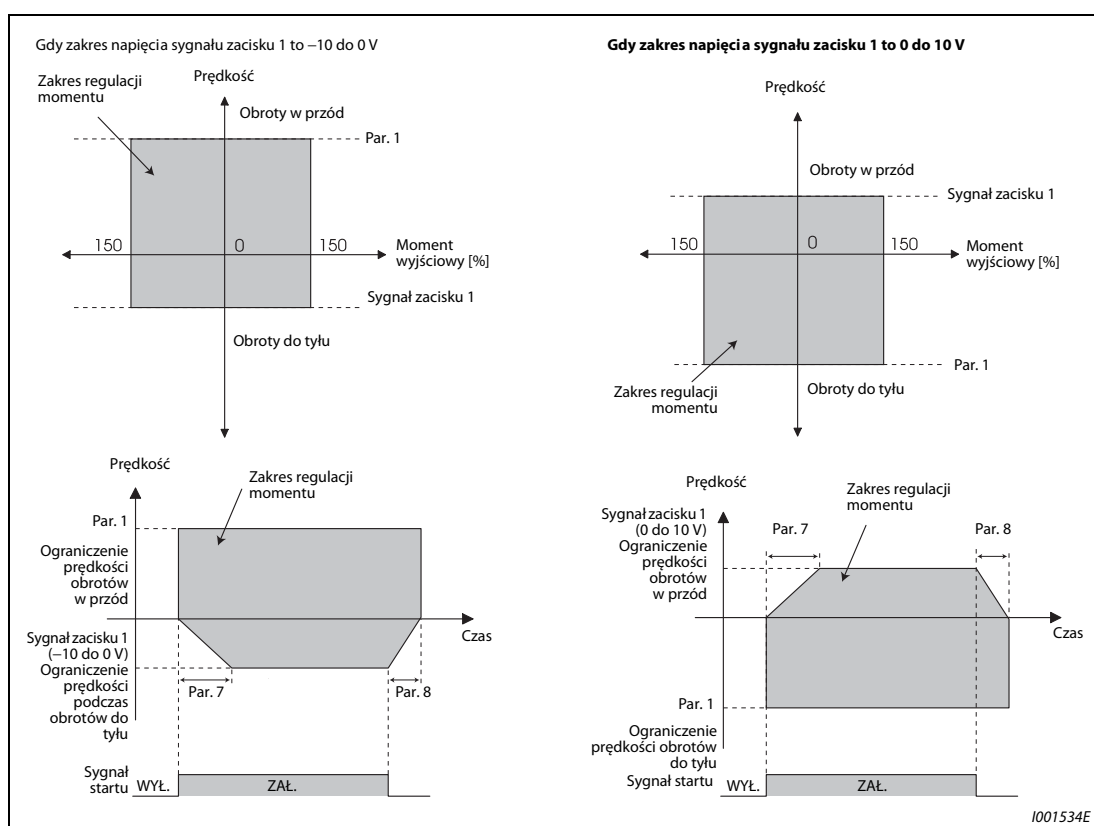 Gdy zakres napięcia sygnału zacisku 1 to −10 do 0 V
Zakres regulacji
momentu
Prędkość
Obroty w przód
Par. 1
150
0
150
Moment
wyjściowy [%]
Sygnał zacisku 1
Obroty do tyłu
Gdy zakres napięcia sygnału zacisku 1 to 0 do 10 V
Prędkość
Obroty w przód
Sygnał zacisku 1
150
0
150
Moment
wyjściowy [%]
Par. 1
Zakres regulacji
momentu
Obroty do tyłu
Prędkość
Zakres regulacji
momentu
Par. 1
Ograniczenie
prędkości
obrotów
w przód
Czas
Sygnał zacisku 1
(−10 do 0 V)
Ograniczenie
prędkości
podczas
obrotów do
tyłu
Par. 7
Par. 8
Sygnał
startu
WYŁ.
ZAŁ.
Prędkość
Sygnał zacisku 1
(0 do 10 V)
Ograniczenie
prędkości
obrotów
w przód
Par. 7
Zakres regulacji
momentu
Par. 8
Czas
Par. 1
Ograniczenie
prędkości obrotów
do tyłu
Sygnał startu
WYŁ.
ZAŁ.
I001534E